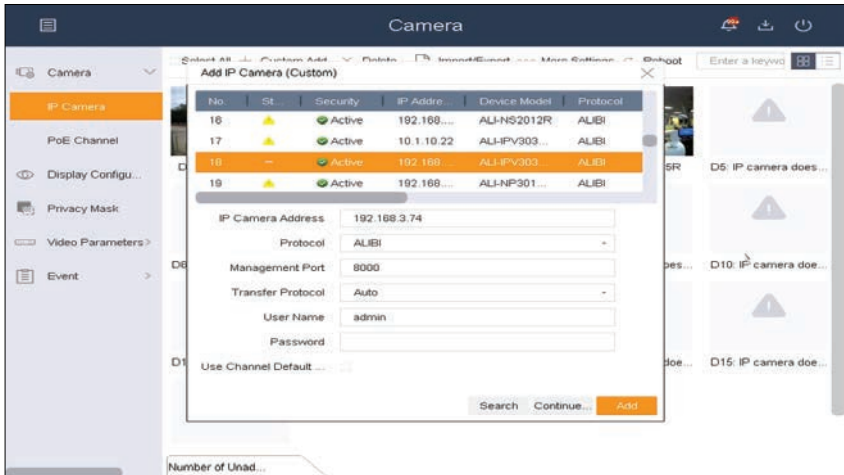 Camera
Select All Custom Add... Delete Import/Export More Settings Reboot
Enter a keywo
Camera
IP Camera
PoE Channel
Display Configu...
Privacy Mask
Video Parameters
Event
Add IP Camera (Custom)
No. St... Security IP Addre... Device Model Protocol
16 Active 192.168.... ALI-NS2012R ALIBI
17 Active 10.1.10.22 ALI-IPV303... ALIBI
18 Active 192.168.... ALI-IPV303... ALIBI
19 Active 192.168.... ALI-NP301... ALIBI
IP Camera Address 192.168.3.74
Protocol ALIBI
Management Port 8000
Transfer Protocol Auto
User Name admin
Password
Use Channel Default ...
Search Continue... Add
5R D5: IP camera does...
D10: IP camera doe...
D15: IP camera doe...
Number of Unad...